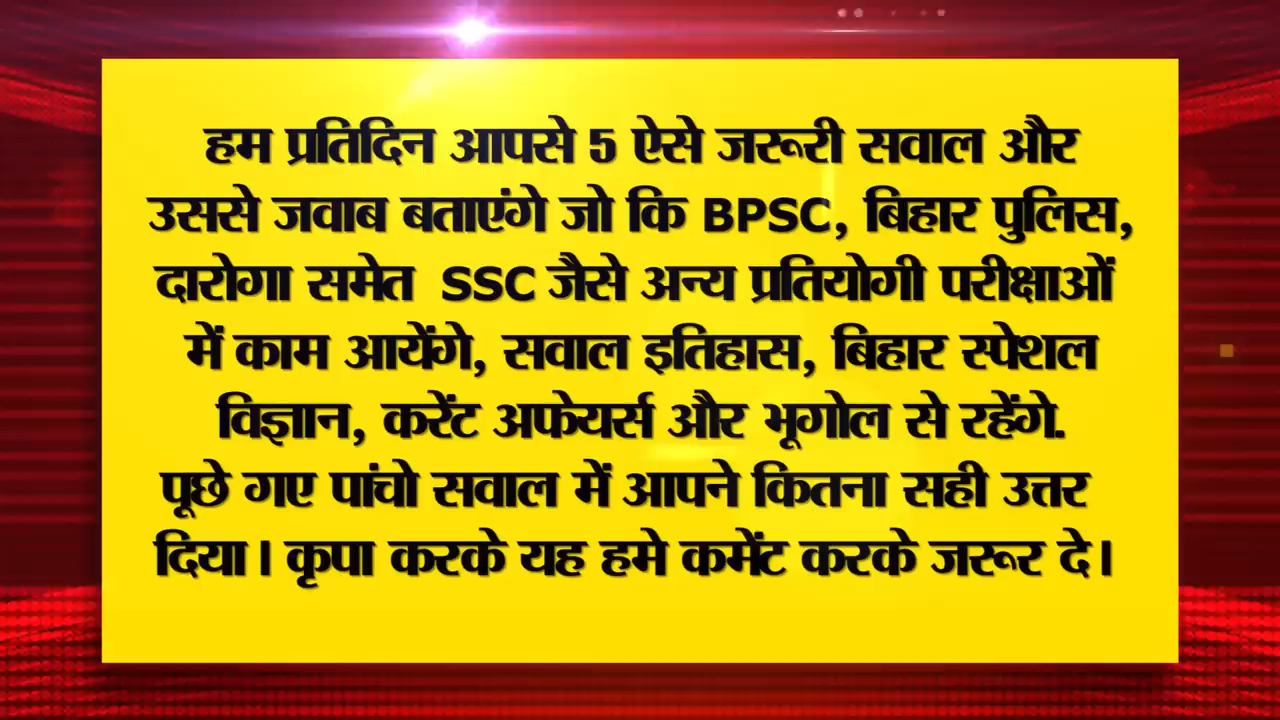 हम प्रतिदिन आपसे 5 ऐसे जरूरी सवाल और
उससे जवाब बताएंगे जो कि BPSC, बिहार पुलिस,
दारोगा समेत SSC जैसे अन्य प्रतियोगी परीक्षाओं
में काम आयेंगे, सवाल इतिहास, बिहार स्पेशल
विज्ञान, करेंट अफेयर्स और भूगोल से रहेंगे.
पूछे गए पांचो सवाल में आपने कितना सही उत्तर
दिया। कृपा करके यह हमे कमेंट करके जरूर दे।